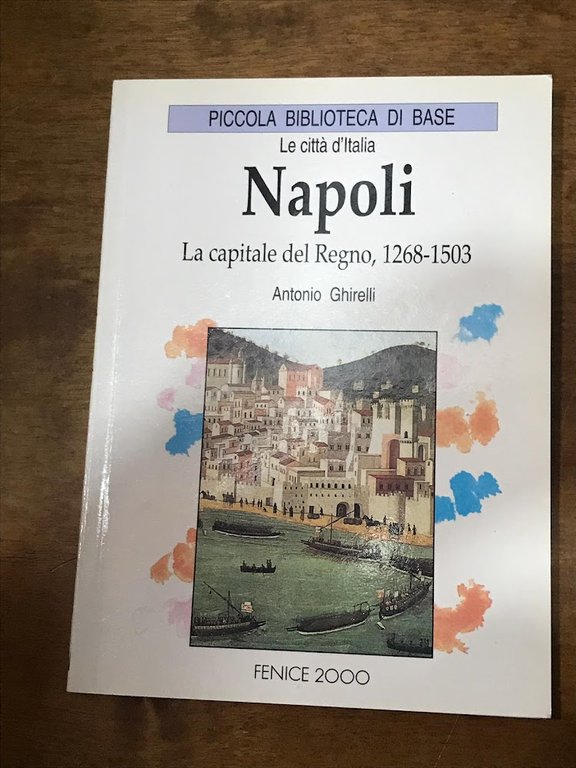 PICCOLA BIBLIOTECA DI BASE
Le città d'Italia
Napoli
La capitale del Regno, 1268-1503
Antonio Ghirelli
FENICE 2000